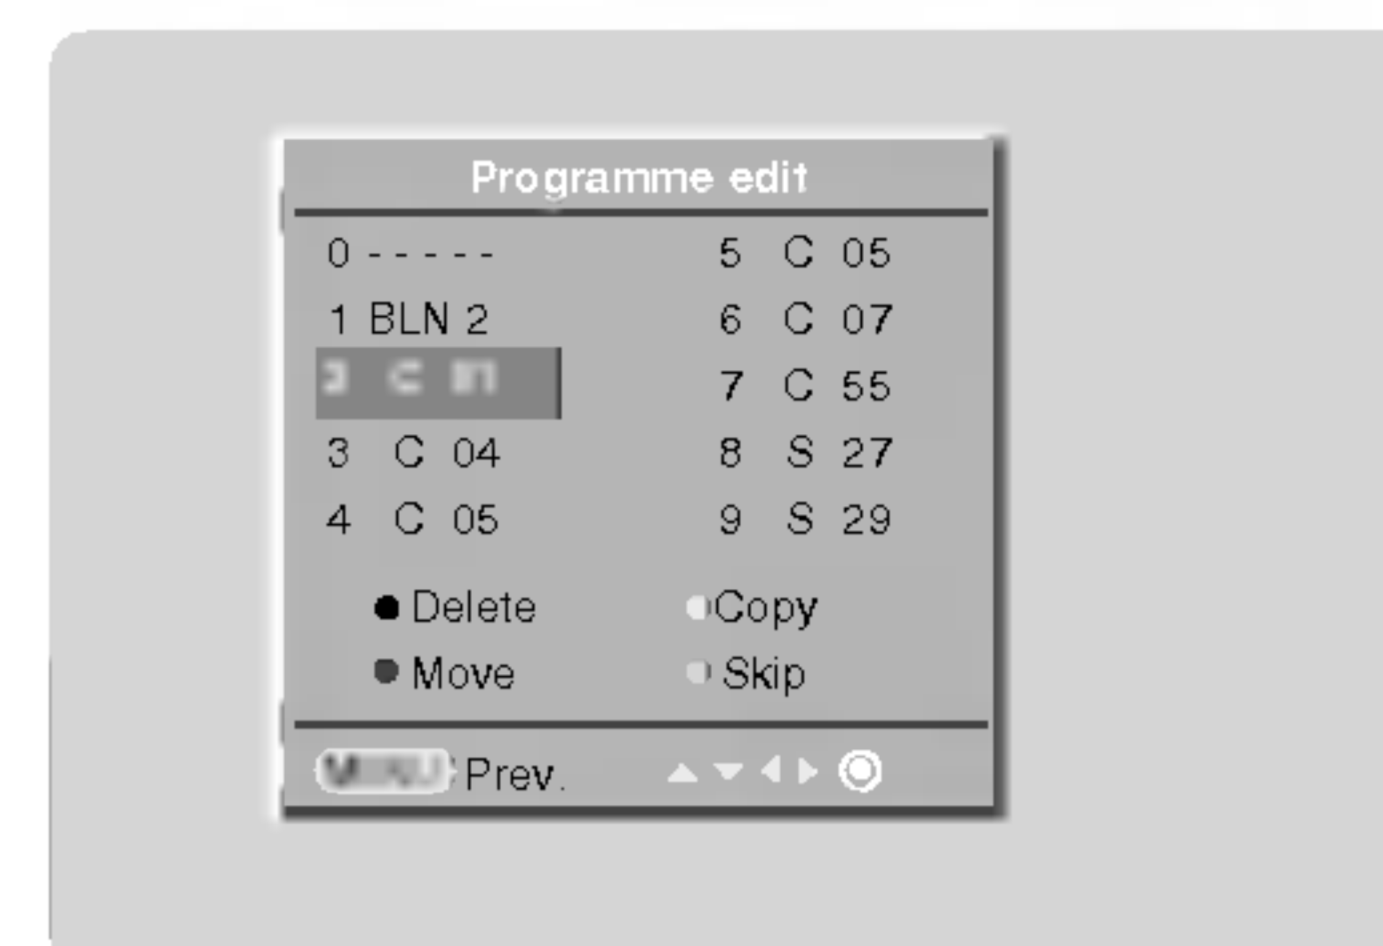 Programme edit
0 - - - - -
1 BLN 2
C
3 C 04
4 C 05
5 C 05
6 C 07
7 C 55
8 S 27
9 S 29
Delete
Copy
Move
Skip
MENU Prev.